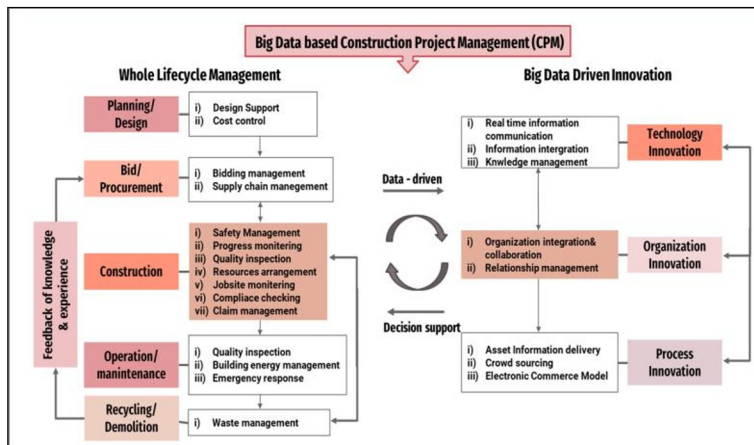 Big Data based Construction Project Management (CPM)
Whole Lifecycle Management
Planning/
Design
i) Design Support
ii) Cost control
Bid/
Procurement
i) Bidding management
ii) Supply chain manegement
Construction
i) Safety Management
ii) Progress monitering
iii) Quality inspection
iv) Resources arrangement
v) Jobsite monitering
vi) Compliace checking
vii) Claim management
Operation/
manintenance
i) Quality inspection
ii) Building energy management
iii) Emergency response
Recycling/
Demolition
i) Waste management
Feedback of knowledge
& experience
Data - driven
Decision support
Big Data Driven Innovation
i) Real time information
communication
ii) Information intergration
iii) Knwledge management
Technology
Innovation
i) Organization integration&
collaboration
ii) Relationship management
Organization
Innovation
i) Asset Information delivery
ii) Crowd sourcing
iii) Electronic Commerce Model
Process
Innovation